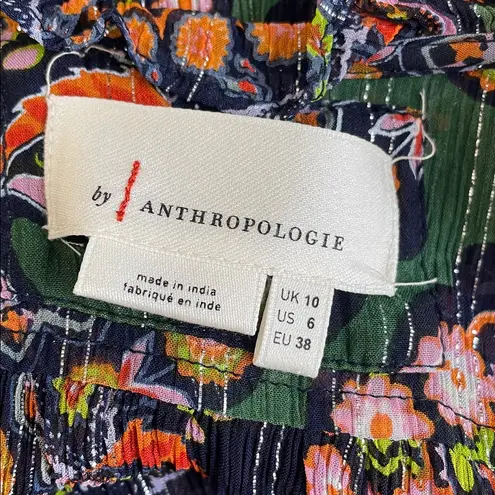 by ANTHROPOLOGIE
made in india
fabriqué en inde
UK 10
US 6
EU 38